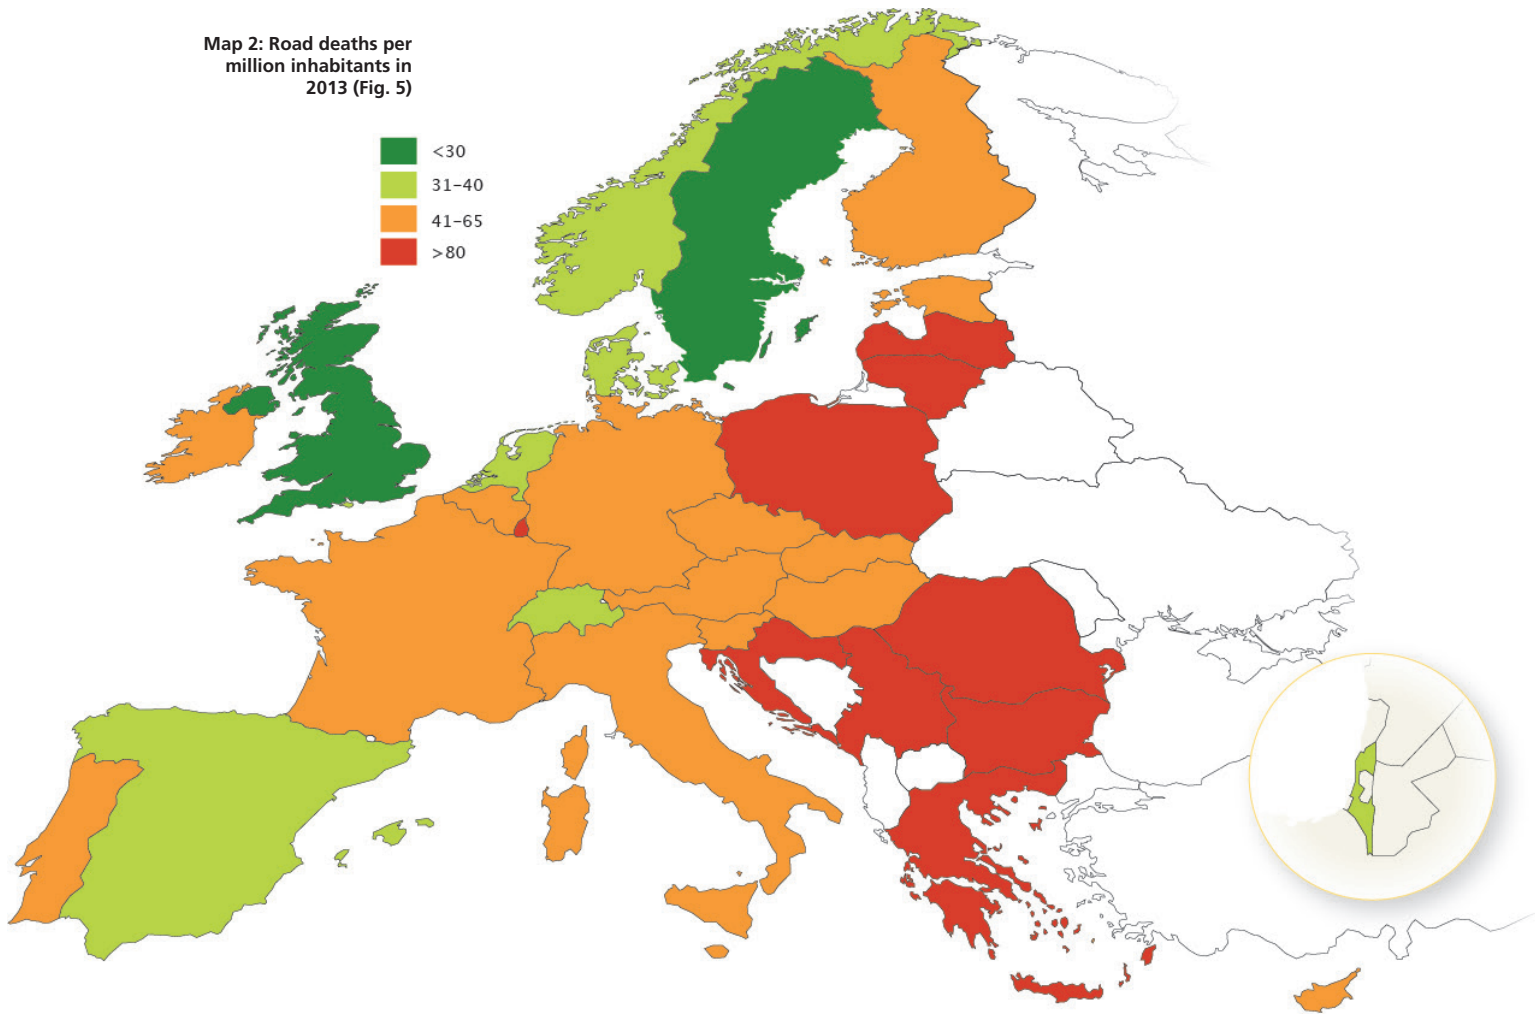 Map 2: Road deaths per
million inhabitants in
2013 (Fig. 5)
<30
31–40
41–65
>80